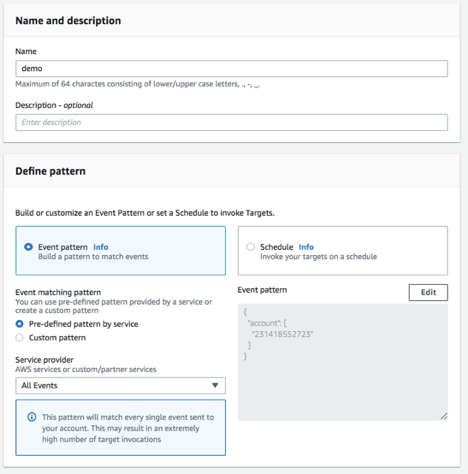 Name and description
Name
demo
Maximum of 64 charactes consisting of lower/upper case letters, ., -, _.
Description - optional
Enter description
Define pattern
Build or customize an Event Pattern or set a Schedule to invoke Targets.
Event pattern Info
Build a pattern to match events
Schedule Info
Invoke your targets on a schedule
Event matching pattern
You can use pre-defined pattern provided by a service or
create a custom pattern
Pre-defined pattern by service
Custom pattern
Service provider
AWS services or custom/partner services
All Events
This pattern will match every single event sent to
your account. This may result in an extremely
high number of target invocations
Event pattern
Edit
{
"account": [
"231418552723"
]
}